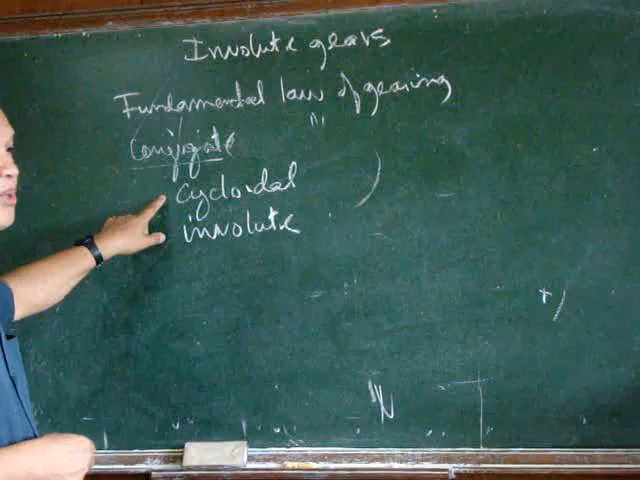 Involute gears
Fundamental law of gearing
Conjugate
cycloidal
involute